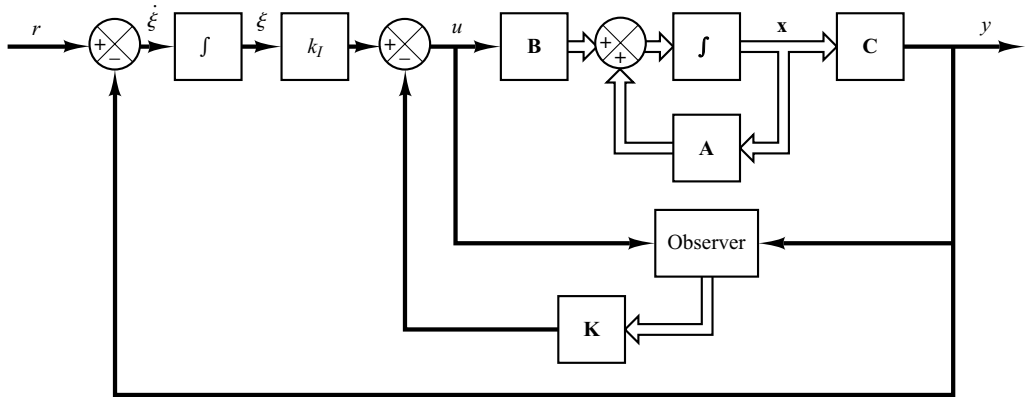 r
+
−
ξ̇
∫
ξ
k_I
+
−
u
B
+
+
∫
x
C
y
A
Observer
K